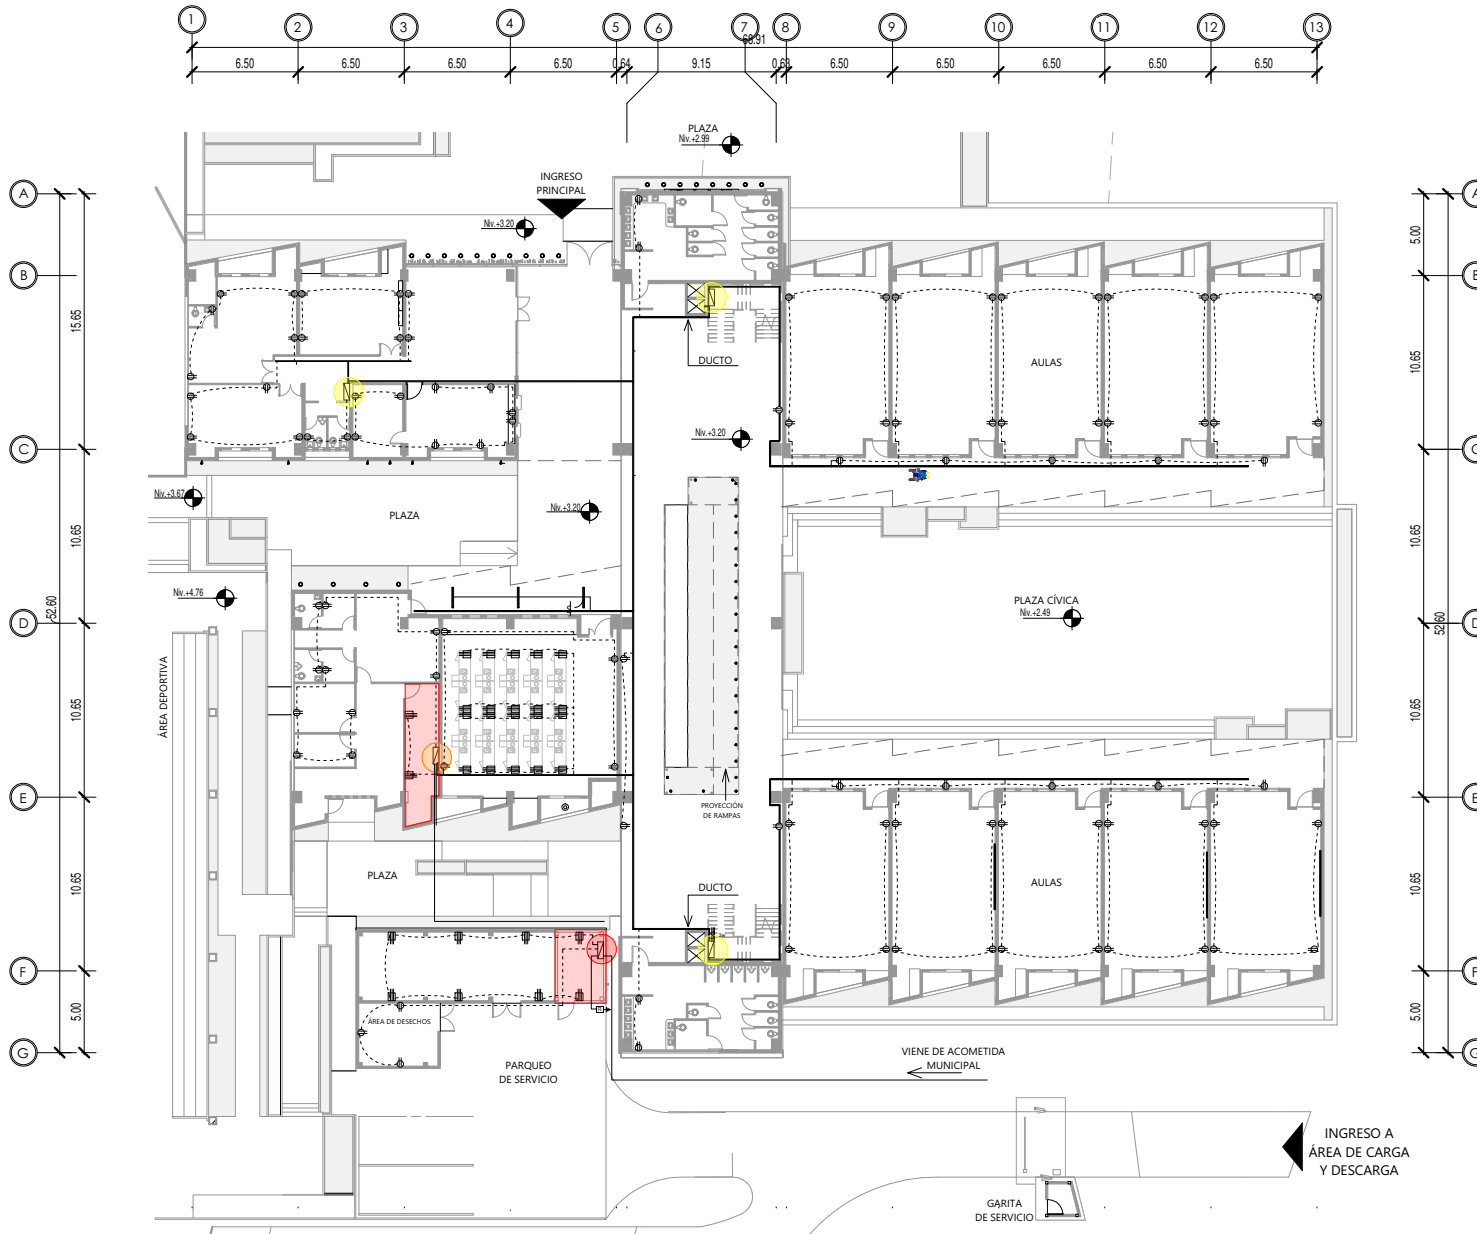 1 2 3 4 5 6 7 8 9 10 11 12 13
68.91
6.50 6.50 6.50 6.50 0.64 9.15 0.63 6.50 6.50 6.50 6.50 6.50
PLAZA
Niv.+2.99
INGRESO
PRINCIPAL
Niv.+3.20
A
B
C
D
E
F
G
15.65
10.65
10.65
10.65
5.00
52.60
A
C
E
F
G
5.00
10.65
10.65
10.65
10.65
5.00
52.60
DUCTO
AULAS
Niv.+3.20
Niv.+3.67
PLAZA
Niv.+3.20
Niv.+4.76
PLAZA CÍVICA
Niv.+2.49
ÁREA DEPORTIVA
PROYECCIÓN
DE RAMPAS
PLAZA
DUCTO
AULAS
ÁREA DE DESECHOS
PARQUEO
DE SERVICIO
VIENE DE ACOMETIDA
MUNICIPAL
INGRESO A
ÁREA DE CARGA
Y DESCARGA
GARITA
DE SERVICIO